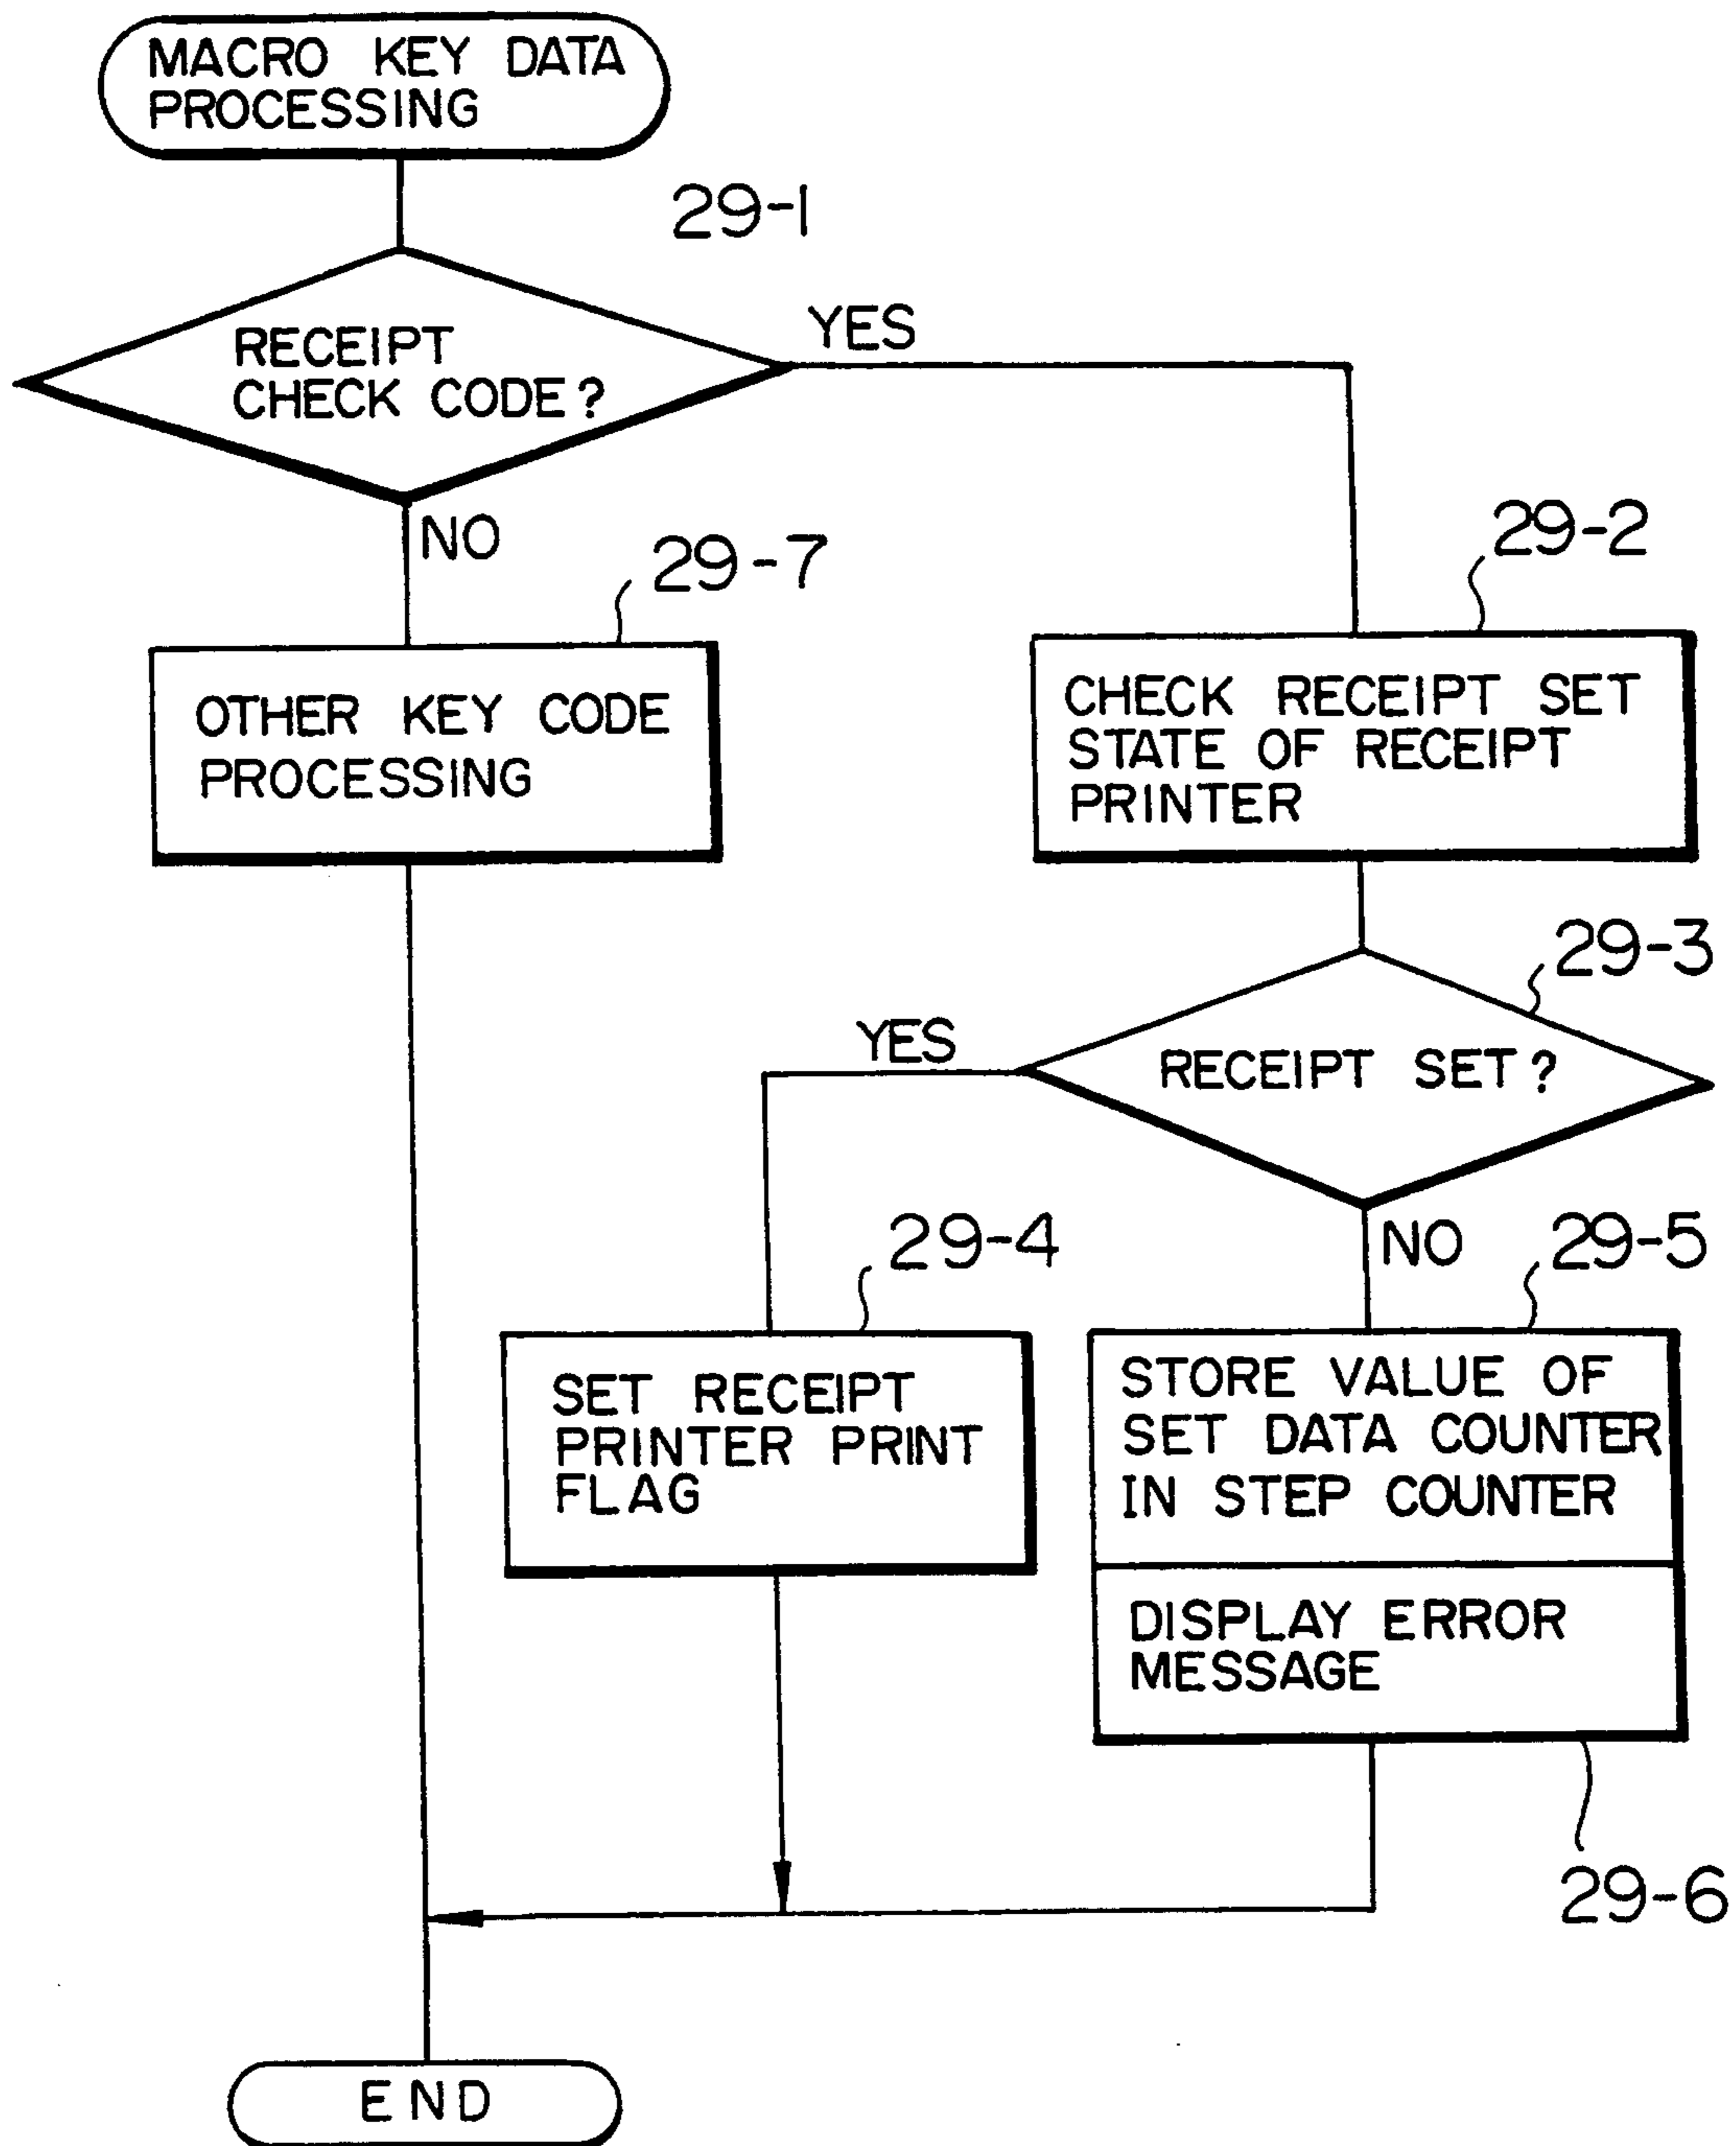 MACRO KEY DATA
PROCESSING
29-1
RECEIPT
CHECK CODE?
YES
NO
29-7
OTHER KEY CODE
PROCESSING
29-2
CHECK RECEIPT SET
STATE OF RECEIPT
PRINTER
29-3
RECEIPT SET?
YES
NO
29-4
SET RECEIPT
PRINTER PRINT
FLAG
29-5
STORE VALUE OF
SET DATA COUNTER
IN STEP COUNTER
DISPLAY ERROR
MESSAGE
29-6
END